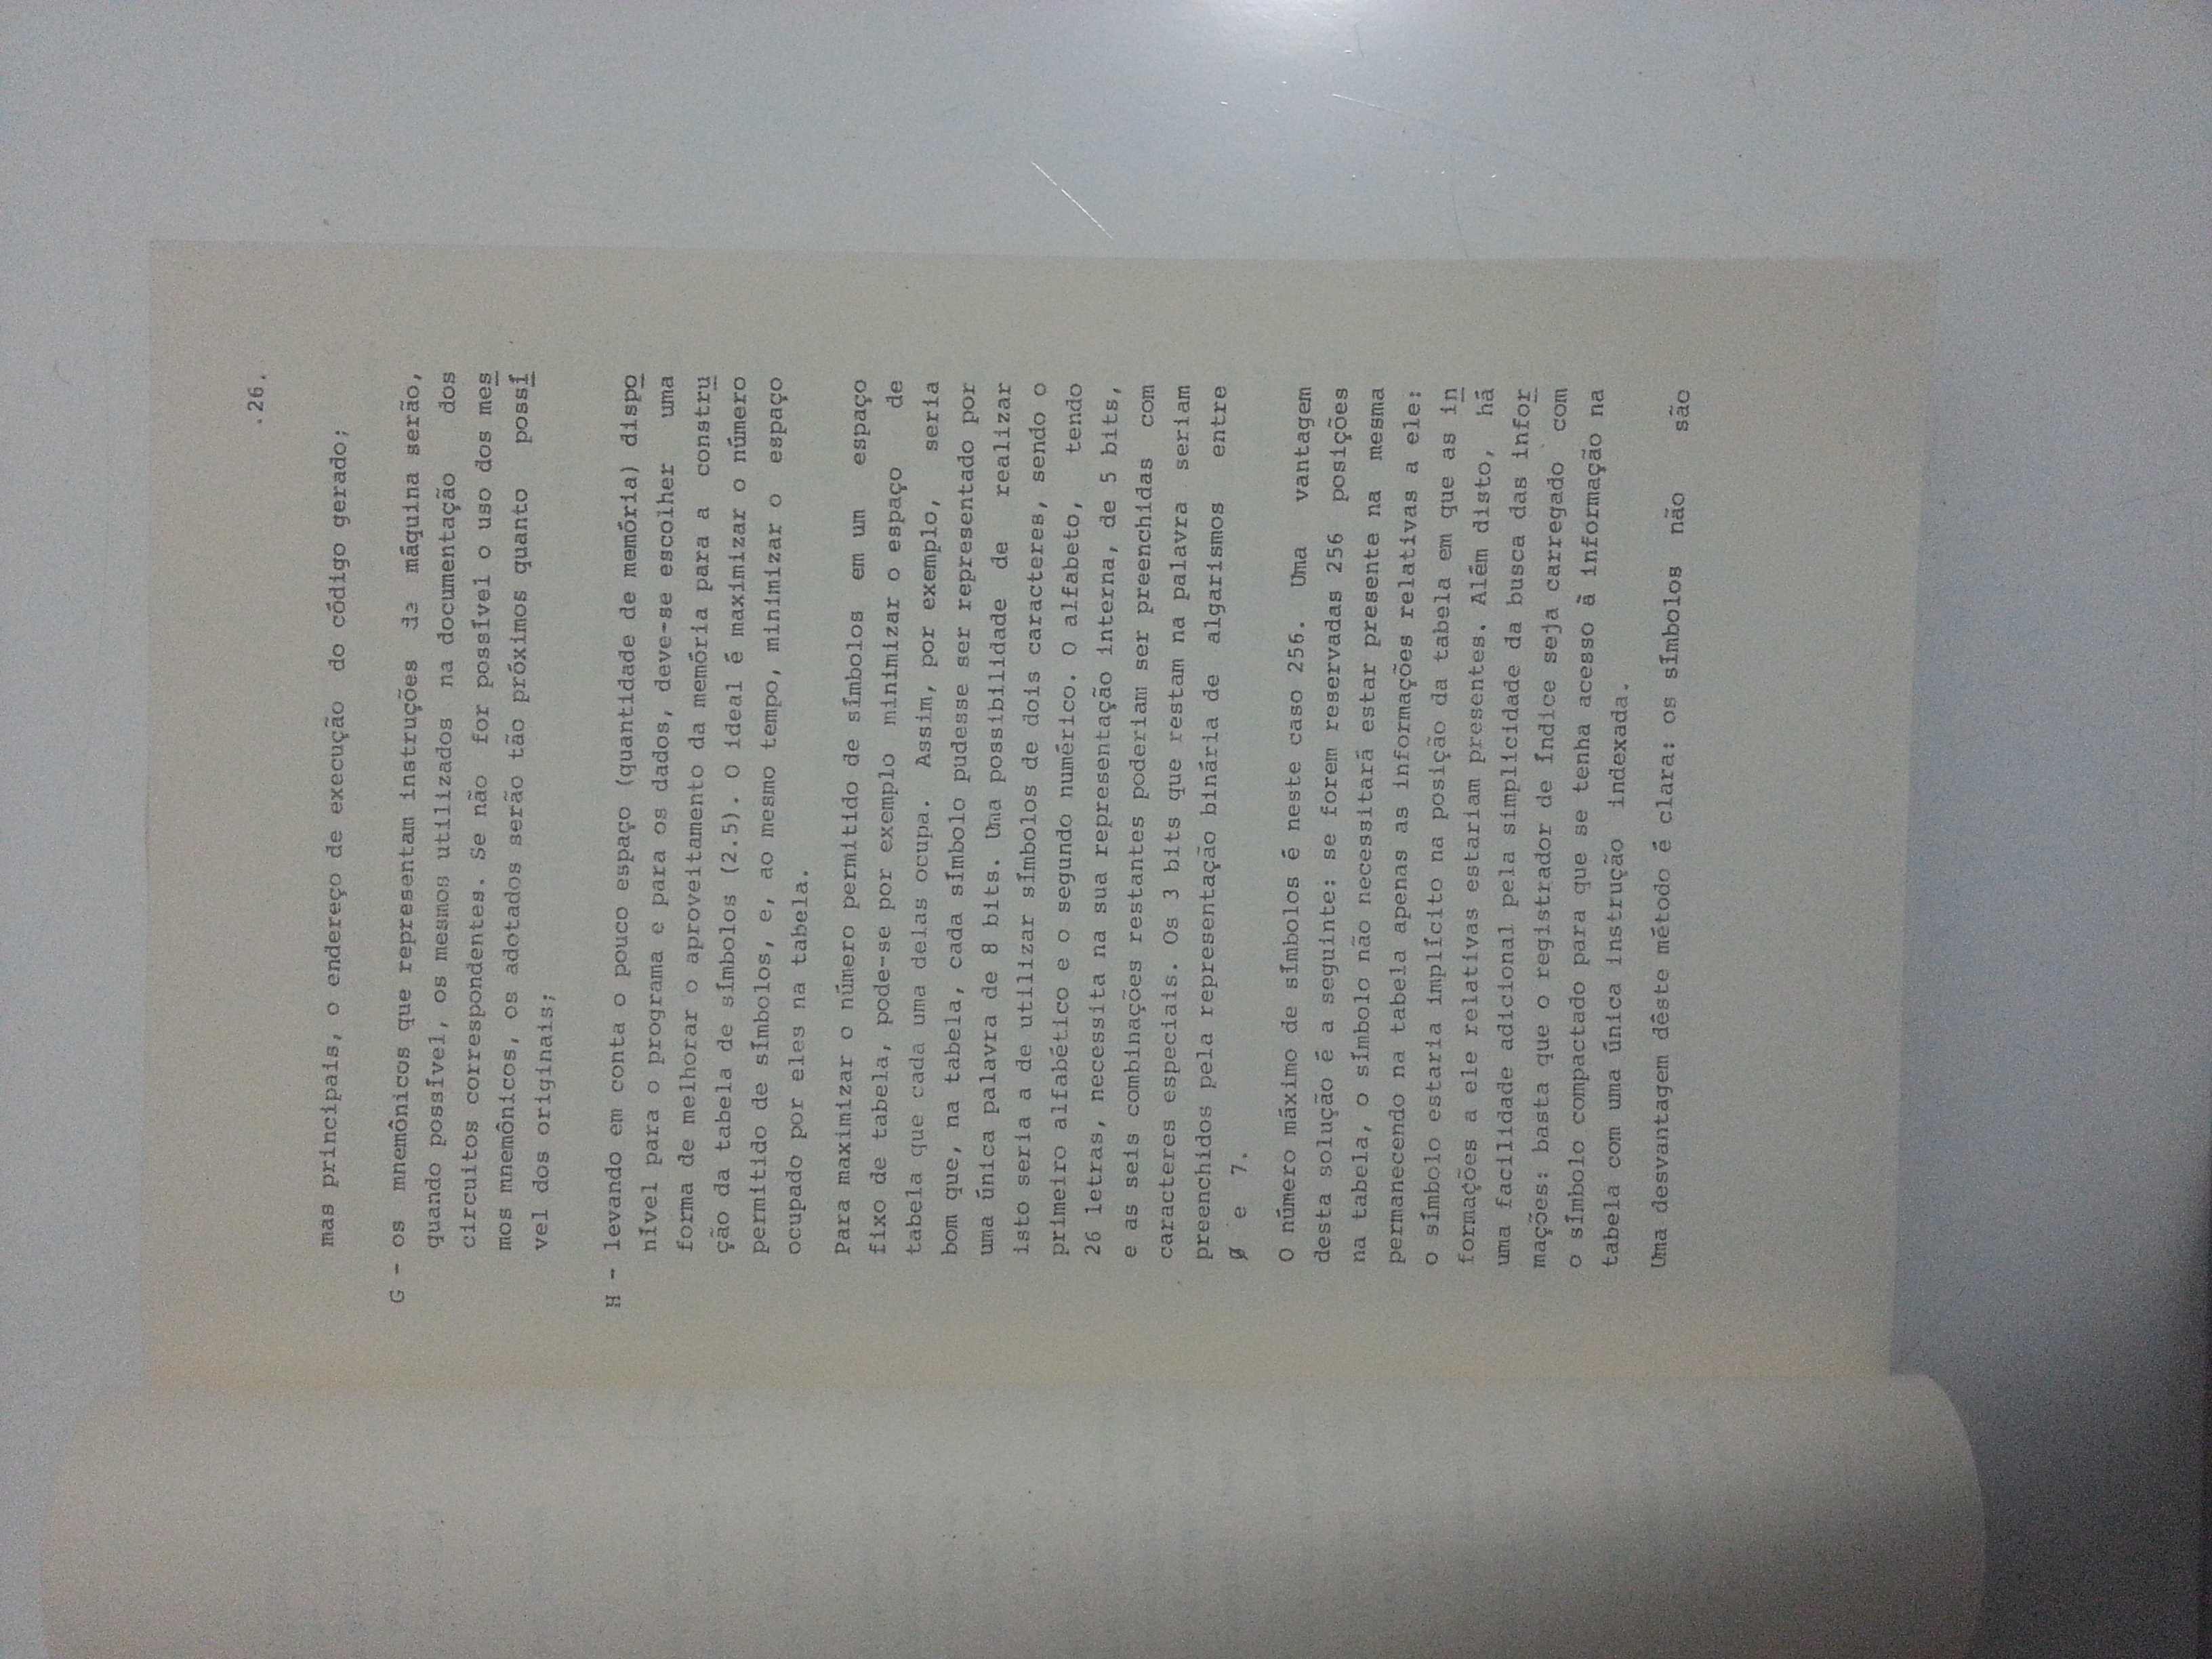 .26.
mas principais, o endereço de execução do código gerado;
G - os mnemônicos que representam instruções da máquina serão,
quando possível, os mesmos utilizados na documentação dos
circuitos correspondentes. Se não for possível o uso dos mes
mos mnemônicos, os adotados serão tão próximos quanto possí
vel dos originais;
H - levando em conta o pouco espaço (quantidade de memória) dispo
nível para o programa e para os dados, deve-se escolher uma
forma de melhorar o aproveitamento da memória para a constru
ção da tabela de símbolos (2.5). O ideal é maximizar o número
permitido de símbolos, e, ao mesmo tempo, minimizar o espaço
ocupado por eles na tabela.
Para maximizar o número permitido de símbolos em um espaço
fixo de tabela, pode-se por exemplo minimizar o espaço de
tabela que cada uma delas ocupa. Assim, por exemplo, seria
bom que, na tabela, cada símbolo pudesse ser representado por
uma única palavra de 8 bits. Uma possibilidade de realizar
isto seria a de utilizar símbolos de dois caracteres, sendo o
primeiro alfabético e o segundo numérico. O alfabeto, tendo
26 letras, necessita na sua representação interna, de 5 bits,
e as seis combinações restantes poderiam ser preenchidas com
caracteres especiais. Os 3 bits que restam na palavra seriam
preenchidos pela representação binária de algarismos entre
Ø e 7.
O número máximo de símbolos é neste caso 256. Uma vantagem
desta solução é a seguinte: se forem reservadas 256 posições
na tabela, o símbolo não necessitará estar presente na mesma
permanecendo na tabela apenas as informações relativas a ele:
o símbolo estaria implícito na posição da tabela em que as in
formações a ele relativas estariam presentes. Além disto, há
uma facilidade adicional pela simplicidade da busca das infor
mações: basta que o registrador de índice seja carregado com
o símbolo compactado para que se tenha acesso à informação na
tabela com uma única instrução indexada.
Uma desvantagem dêste método é clara: os símbolos não são